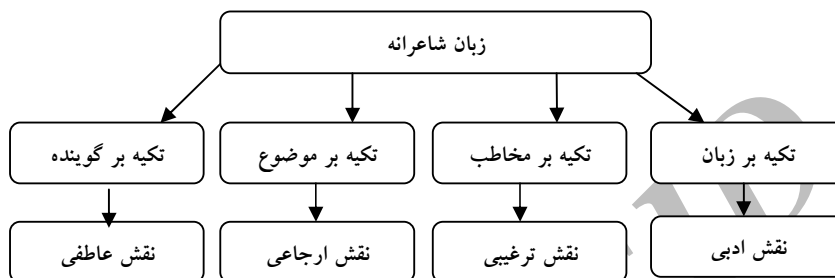 زبان شاعرانه
تکیه بر زبان
تکیه بر مخاطب
تکیه بر موضوع
تکیه بر گوینده
نقش ادبی
نقش ترغیبی
نقش ارجاعی
نقش عاطفی